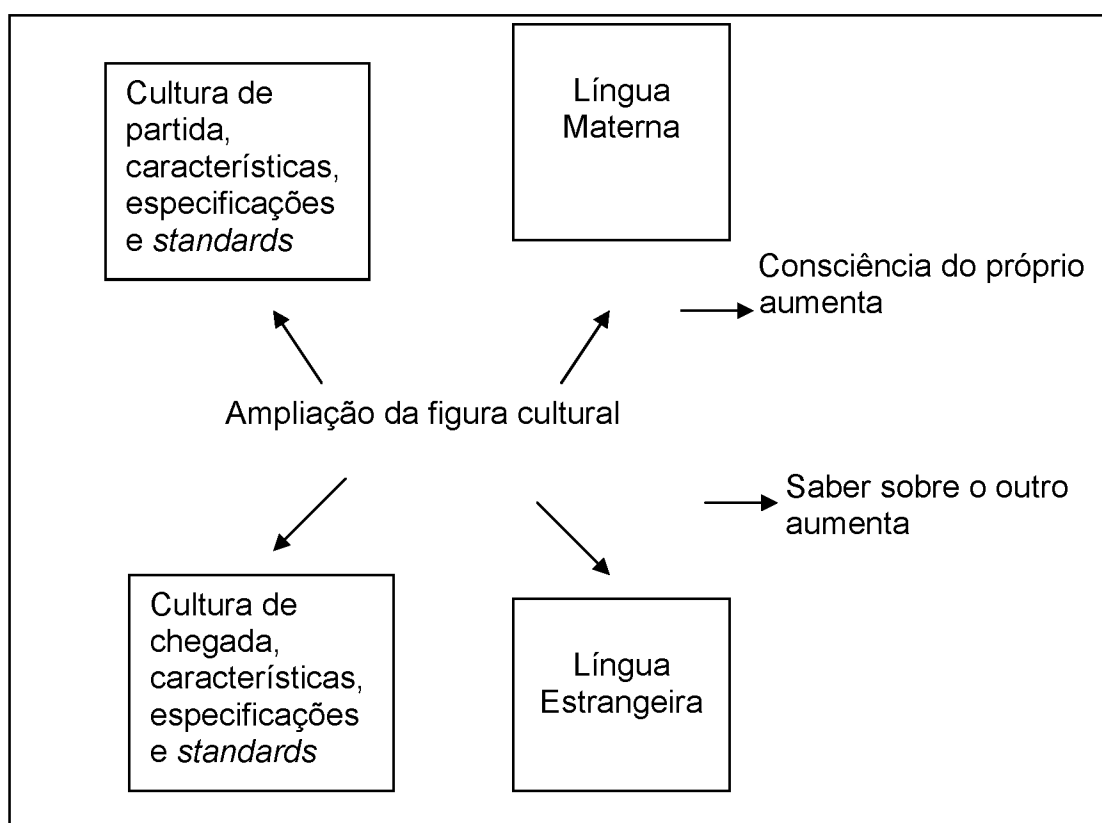 Cultura de
partida,
características,
especificações
e standards
Língua
Materna
Consciência do próprio
aumenta
Ampliação da figura cultural
Saber sobre o outro
aumenta
Cultura de
chegada,
características,
especificações
e standards
Língua
Estrangeira